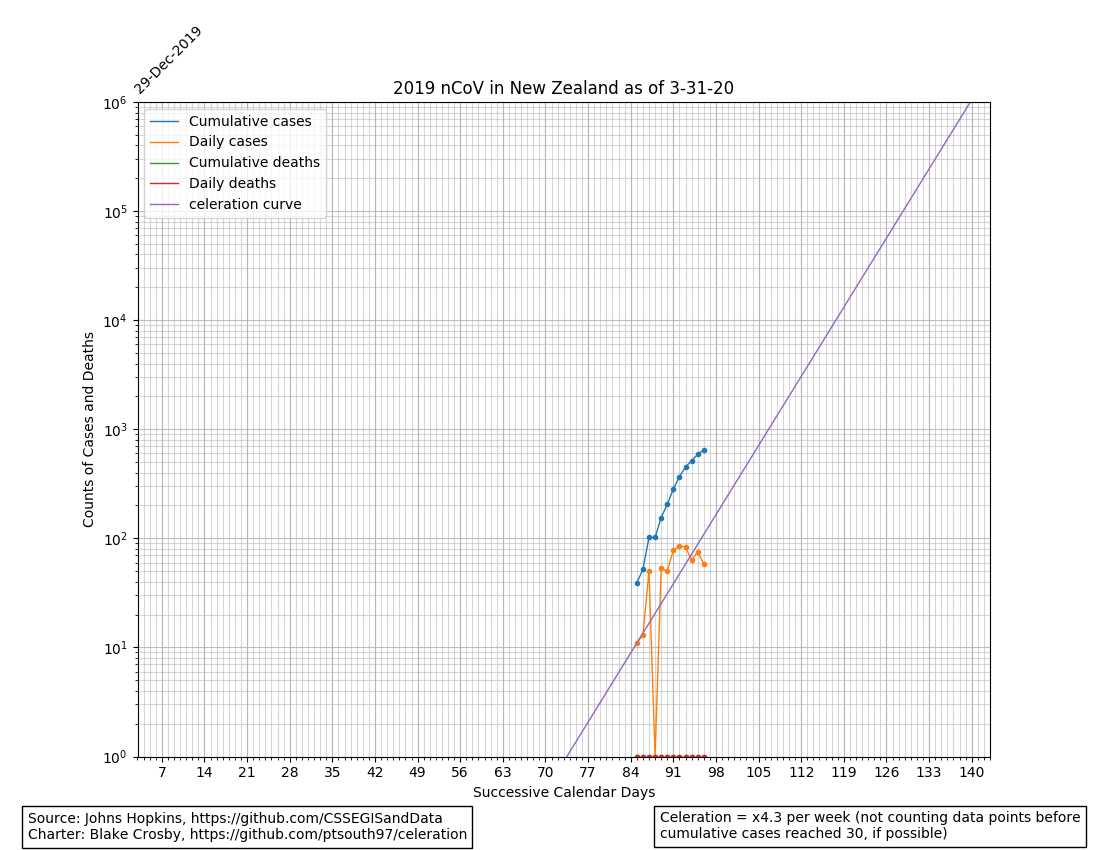 29-Dec-2019
2019 nCoV in New Zealand as of 3-31-20
Cumulative cases
Daily cases
Cumulative deaths
Daily deaths
celeration curve
10⁶
10⁵
10⁴
10³
10²
10¹
10⁰
Counts of Cases and Deaths
7 14 21 28 35 42 49 56 63 70 77 84 91 98 105 112 119 126 133 140
Successive Calendar Days
Source: Johns Hopkins, https://github.com/CSSEGISandData
Charter: Blake Crosby, https://github.com/ptsouth97/celeration
Celeration = x4.3 per week (not counting data points before
cumulative cases reached 30, if possible)